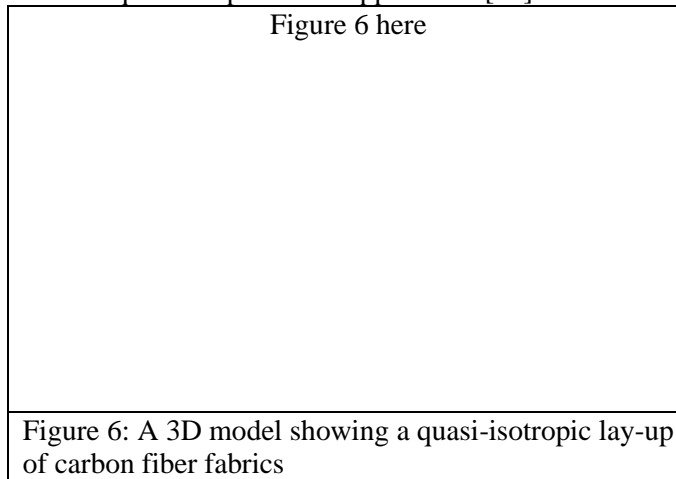 Figure 6 here
Figure 6: A 3D model showing a quasi-isotropic lay-up
of carbon fiber fabrics